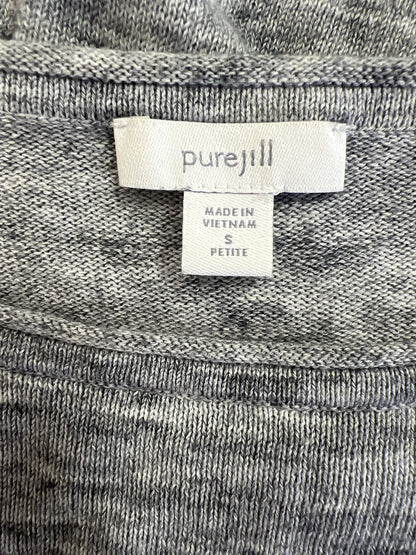 purejill
MADE IN
VIETNAM
S
PETITE